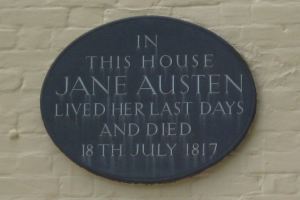 IN
THIS HOUSE
JANE AUSTEN
LIVED HER LAST DAYS
AND DIED
18TH JULY 1817